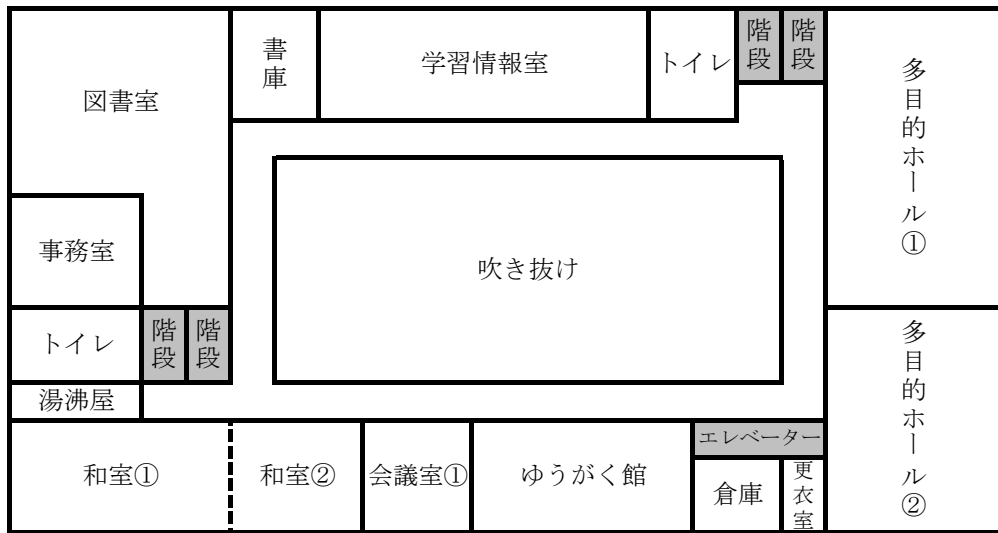 図書室
書庫
学習情報室
トイレ
階段
階段
多目的ホール①
事務室
吹き抜け
トイレ
階段
階段
湯沸屋
多目的ホール②
和室①
和室②
会議室①
ゆうがく館
エレベーター
倉庫
更衣室